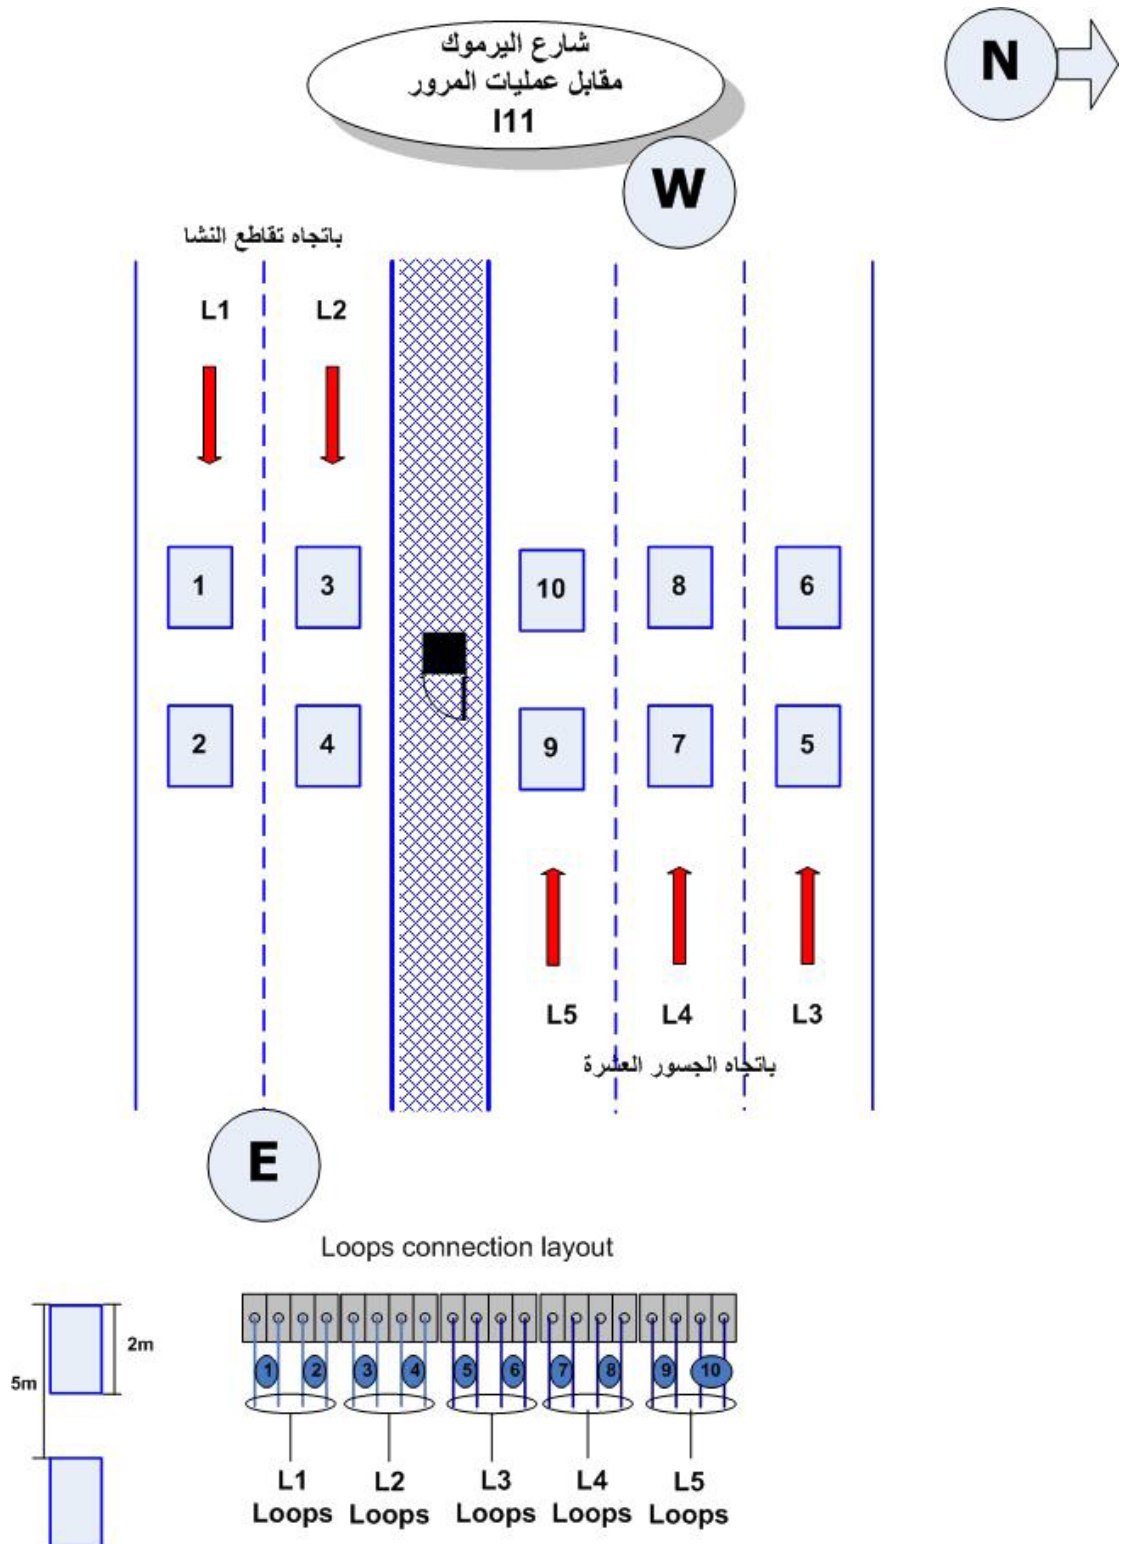 شارع اليرموك
مقابل عمليات المرور
I11
N
W
باتجاه تقاطع النشا
L1 L2
1 3 10 8 6
2 4 9 7 5
L5 L4 L3
باتجاه الجسور العشرة
E
Loops connection layout
2m
5m
1 2 3 4 5 6 7 8 9 10
L1 L2 L3 L4 L5
Loops Loops Loops Loops Loops